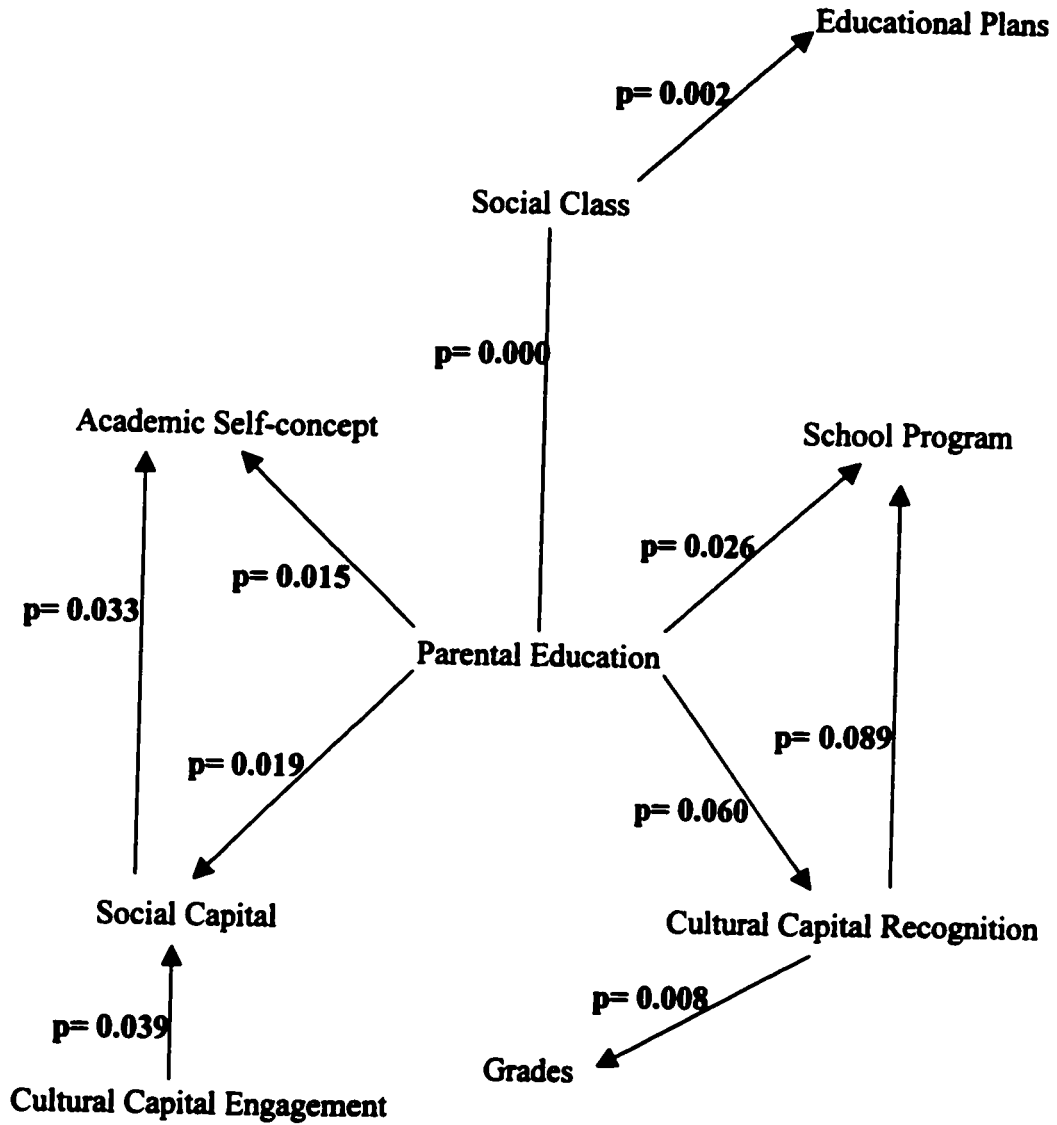 Educational Plans
p= 0.002
Social Class
p= 0.000
Academic Self-concept
School Program
p= 0.026
p= 0.015
p= 0.033
Parental Education
p= 0.089
p= 0.019
p= 0.060
Social Capital
Cultural Capital Recognition
p= 0.008
p= 0.039
Grades
Cultural Capital Engagement